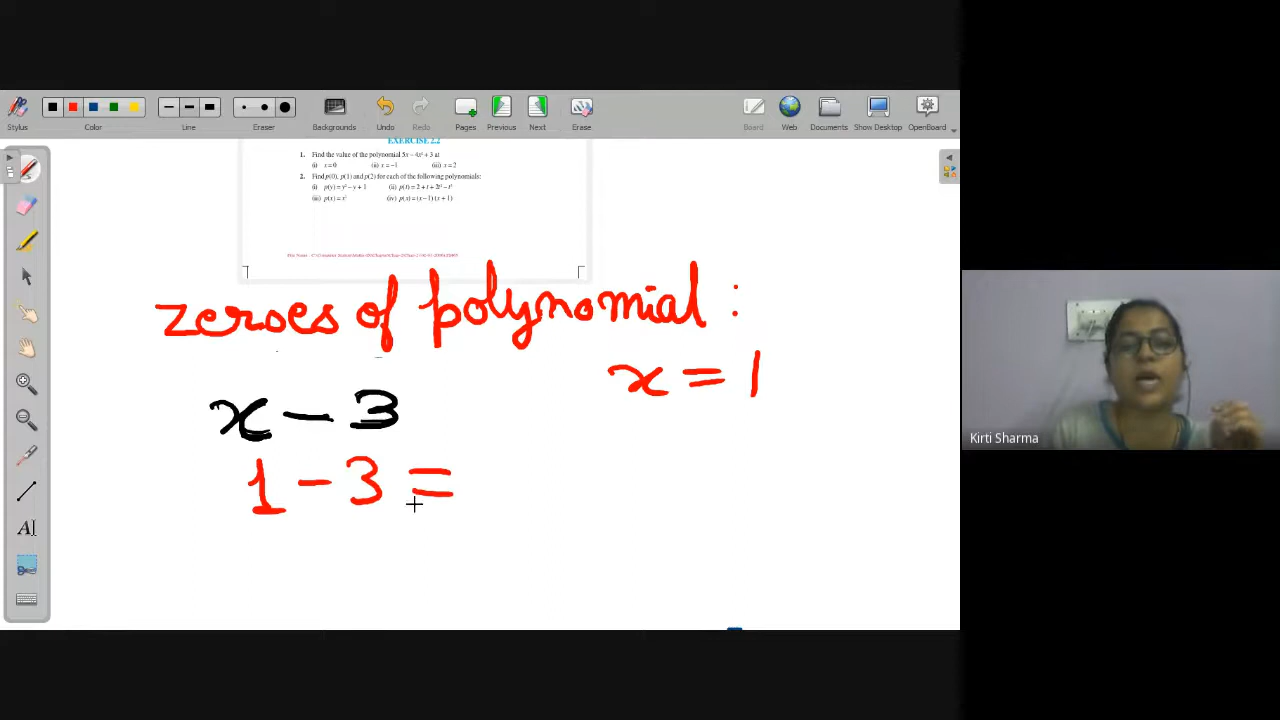 Stylus Color Line Eraser Backgrounds Undo Redo Pages Previous Next Erase Board Web Documents Show Desktop OpenBoard
EXERCISE 2.2
1. Find the value of the polynomial 5x – 4x² + 3 at
(i) x = 0 (ii) x = –1 (iii) x = 2
2. Find p(0), p(1) and p(2) for each of the following polynomials:
(i) p(y) = y² – y + 1 (ii) p(t) = 2 + t + 2t² – t³
(iii) p(x) = x³ (iv) p(x) = (x – 1) (x + 1)
zeroes of polynomial :
x = 1
x – 3
1 – 3 =
Kirti Sharma